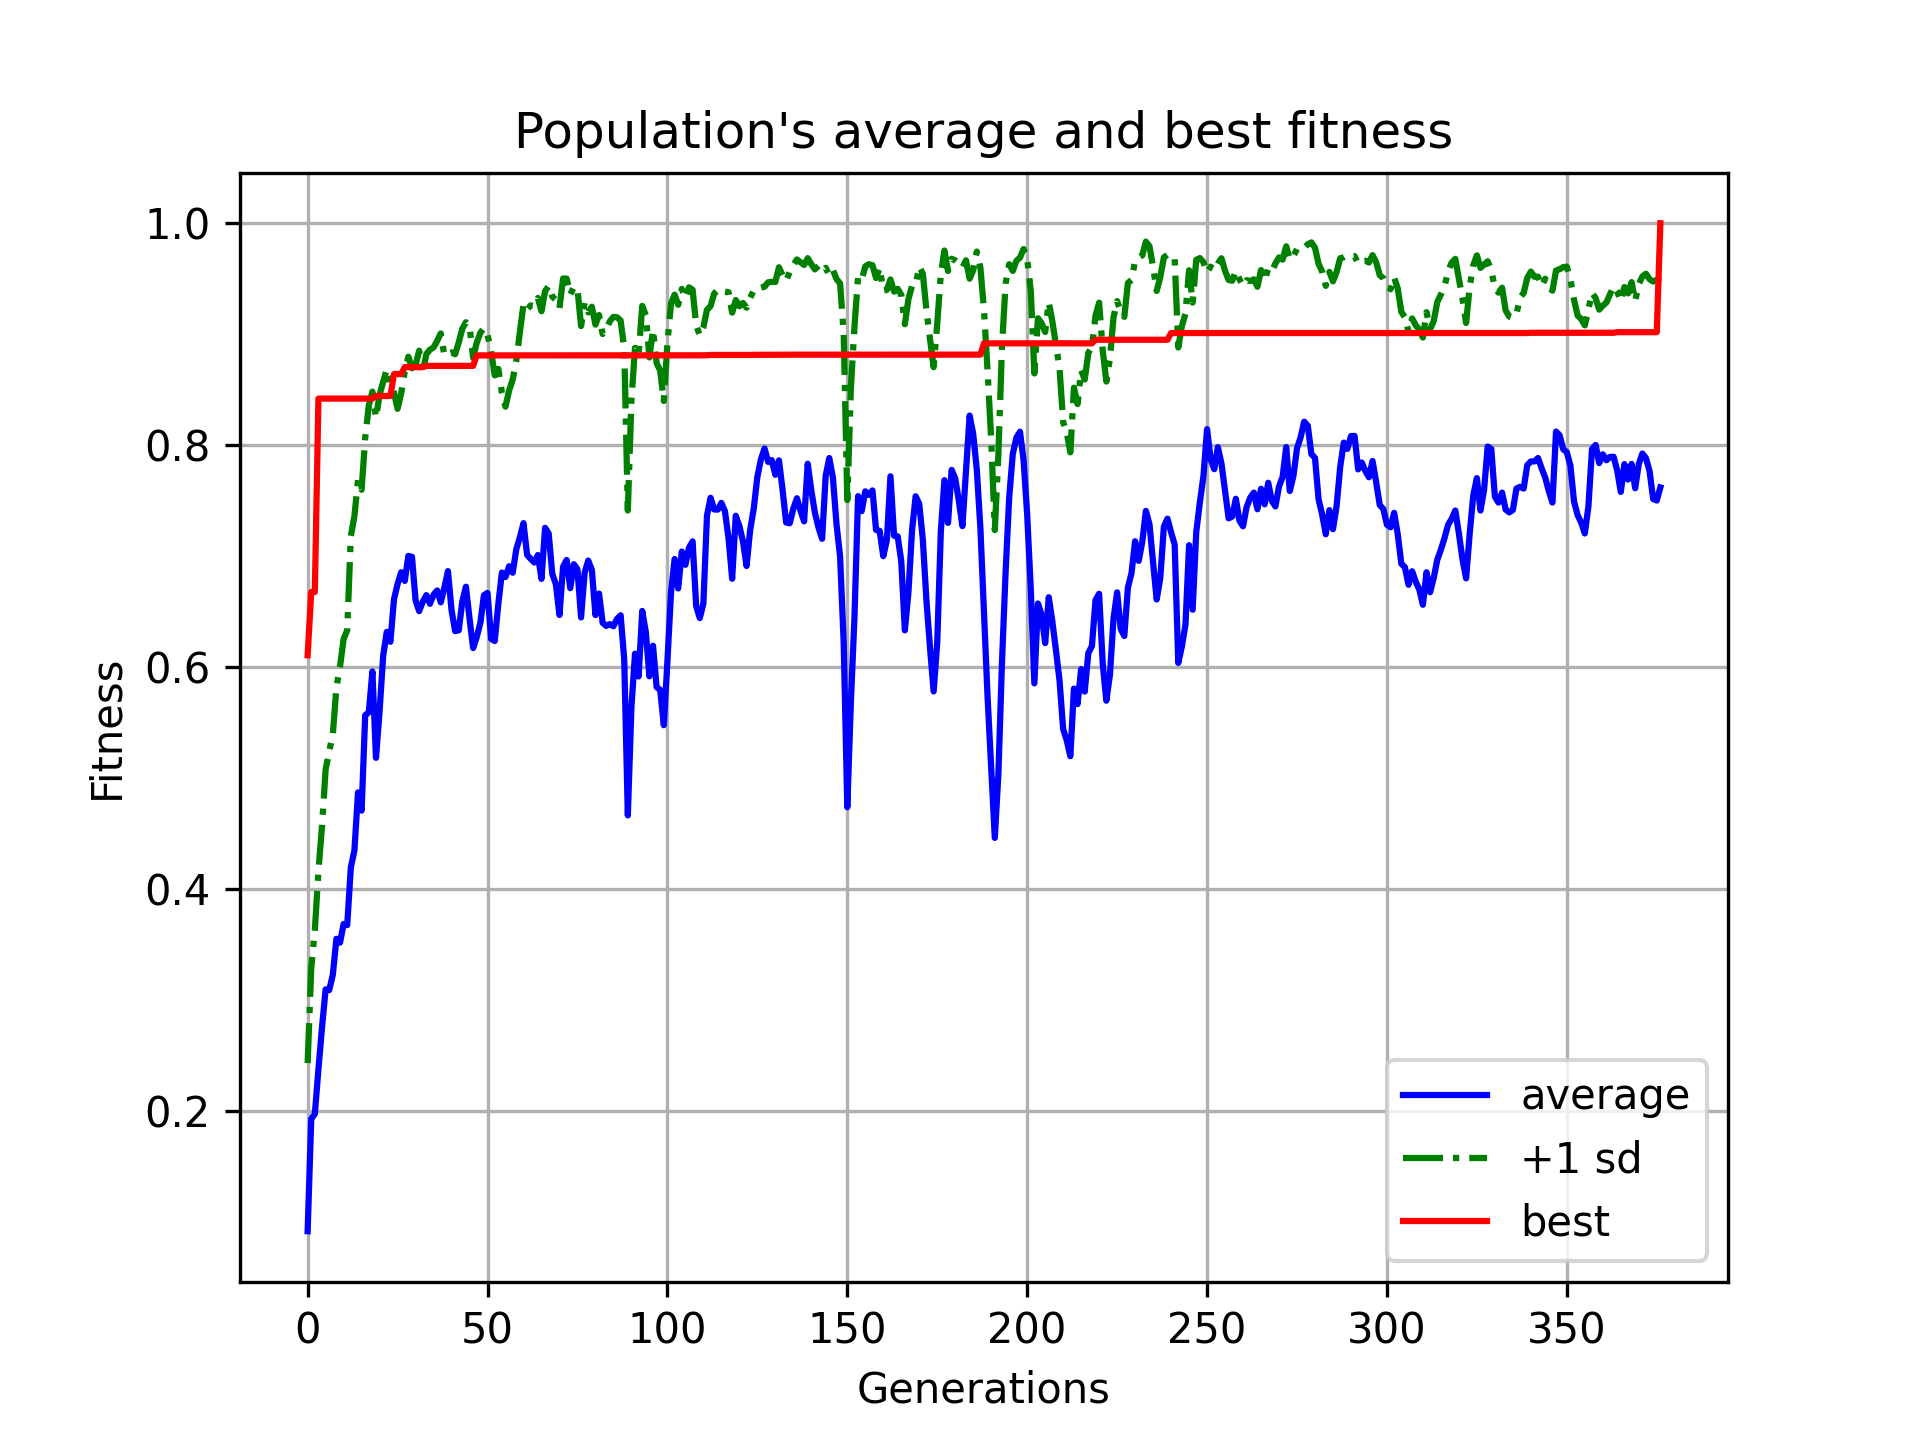 Population's average and best fitness
Fitness
1.0
0.8
0.6
0.4
0.2
0 50 100 150 200 250 300 350
Generations
average
+1 sd
best